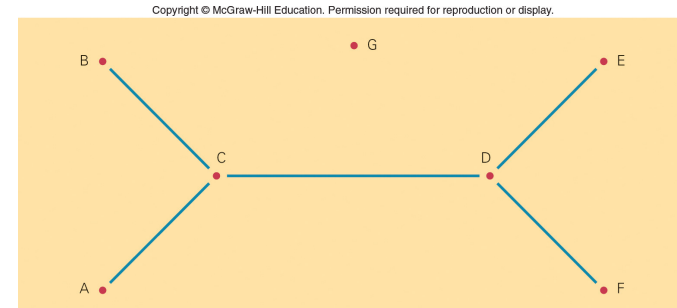 Copyright © McGraw-Hill Education. Permission required for reproduction or display.
G
B
E
C
D
A
F